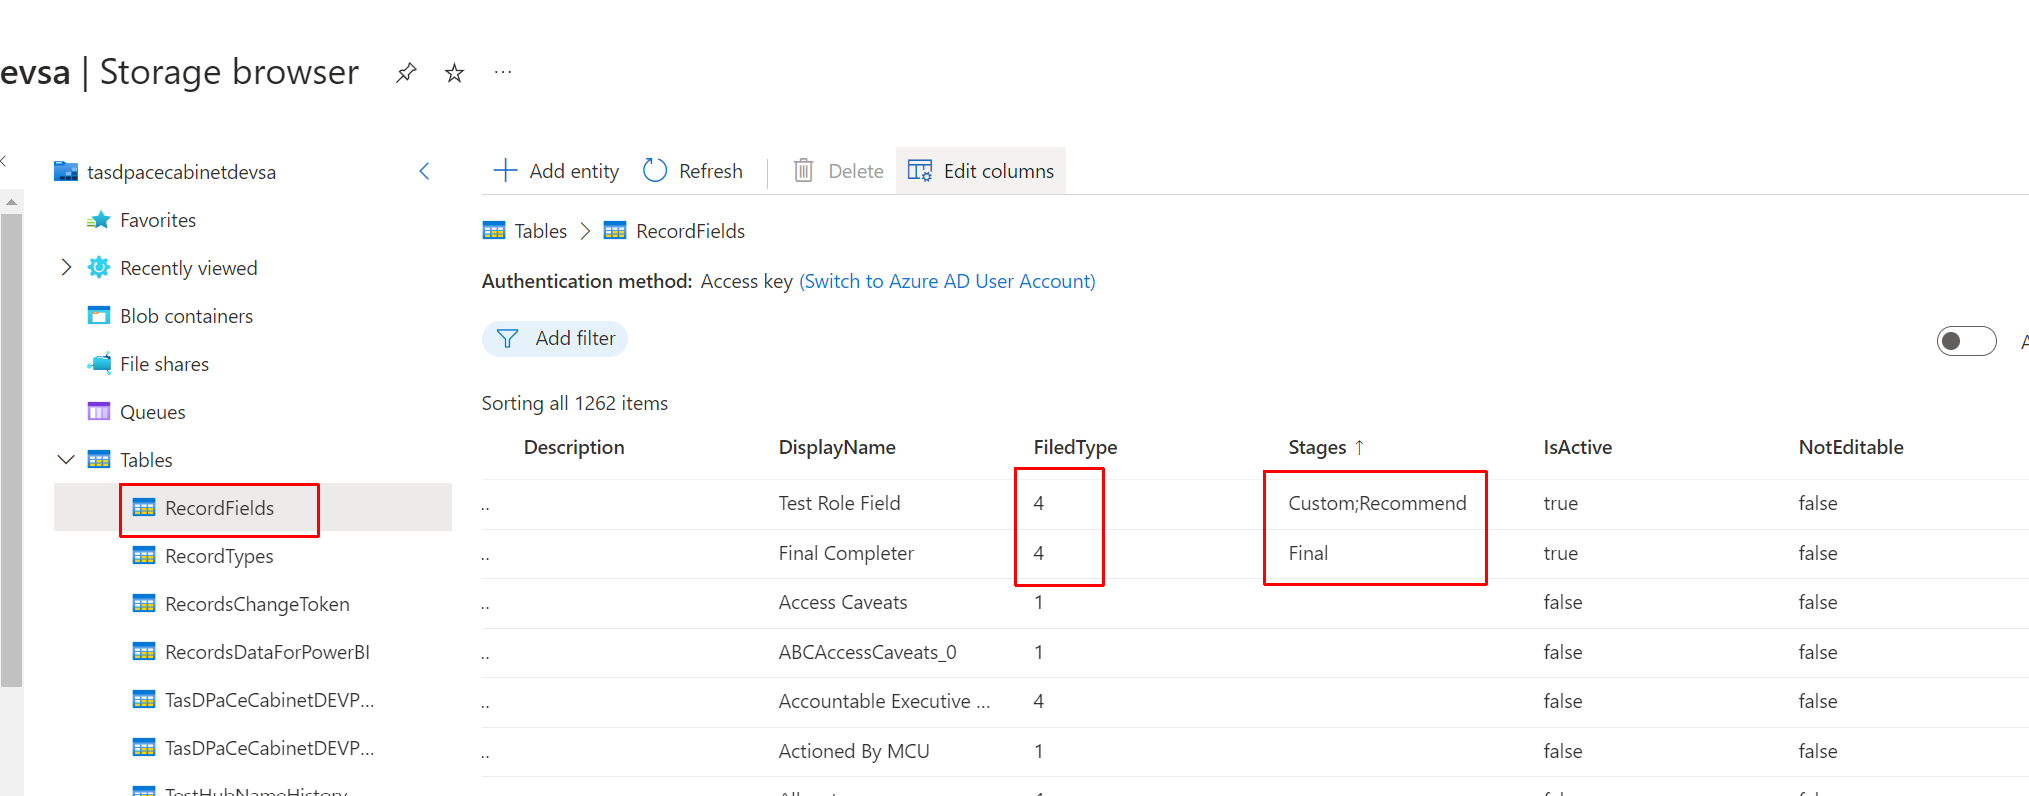 evsa | Storage browser
tasdpacecabinetdevsa
Favorites
Recently viewed
Blob containers
File shares
Queues
Tables
RecordFields
RecordTypes
RecordsChangeToken
RecordsDataForPowerBI
TasDPaCeCabinetDEVP...
TasDPaCeCabinetDEVP...
TestHubNameHistory
Add entity Refresh Delete Edit columns
Tables > RecordFields
Authentication method: Access key (Switch to Azure AD User Account)
Add filter
Sorting all 1262 items
Description DisplayName FiledType Stages ↑ IsActive NotEditable
.. Test Role Field 4 Custom;Recommend true false
.. Final Completer 4 Final true false
.. Access Caveats 1 false false
.. ABCAccessCaveats_0 1 false false
.. Accountable Executive ... 4 false false
.. Actioned By MCU 1 false false